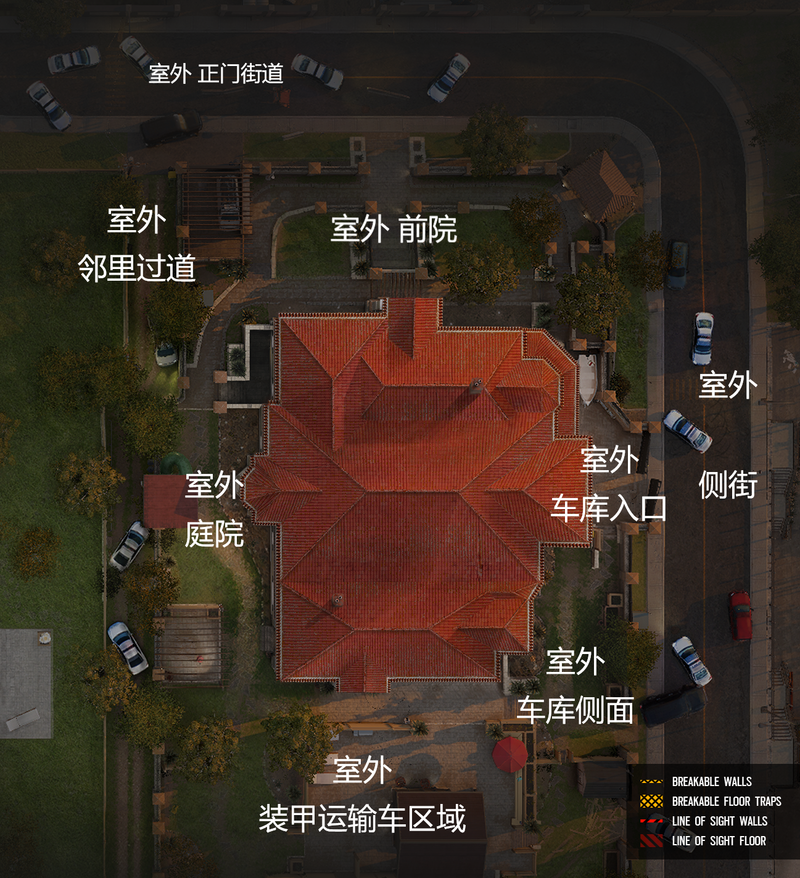 室外 正门街道
室外
邻里过道
室外 前院
室外
侧街
室外
车库入口
室外
庭院
室外
车库侧面
室外
装甲运输车区域
BREAKABLE WALLS
BREAKABLE FLOOR TRAPS
LINE OF SIGHT WALLS
LINE OF SIGHT FLOOR